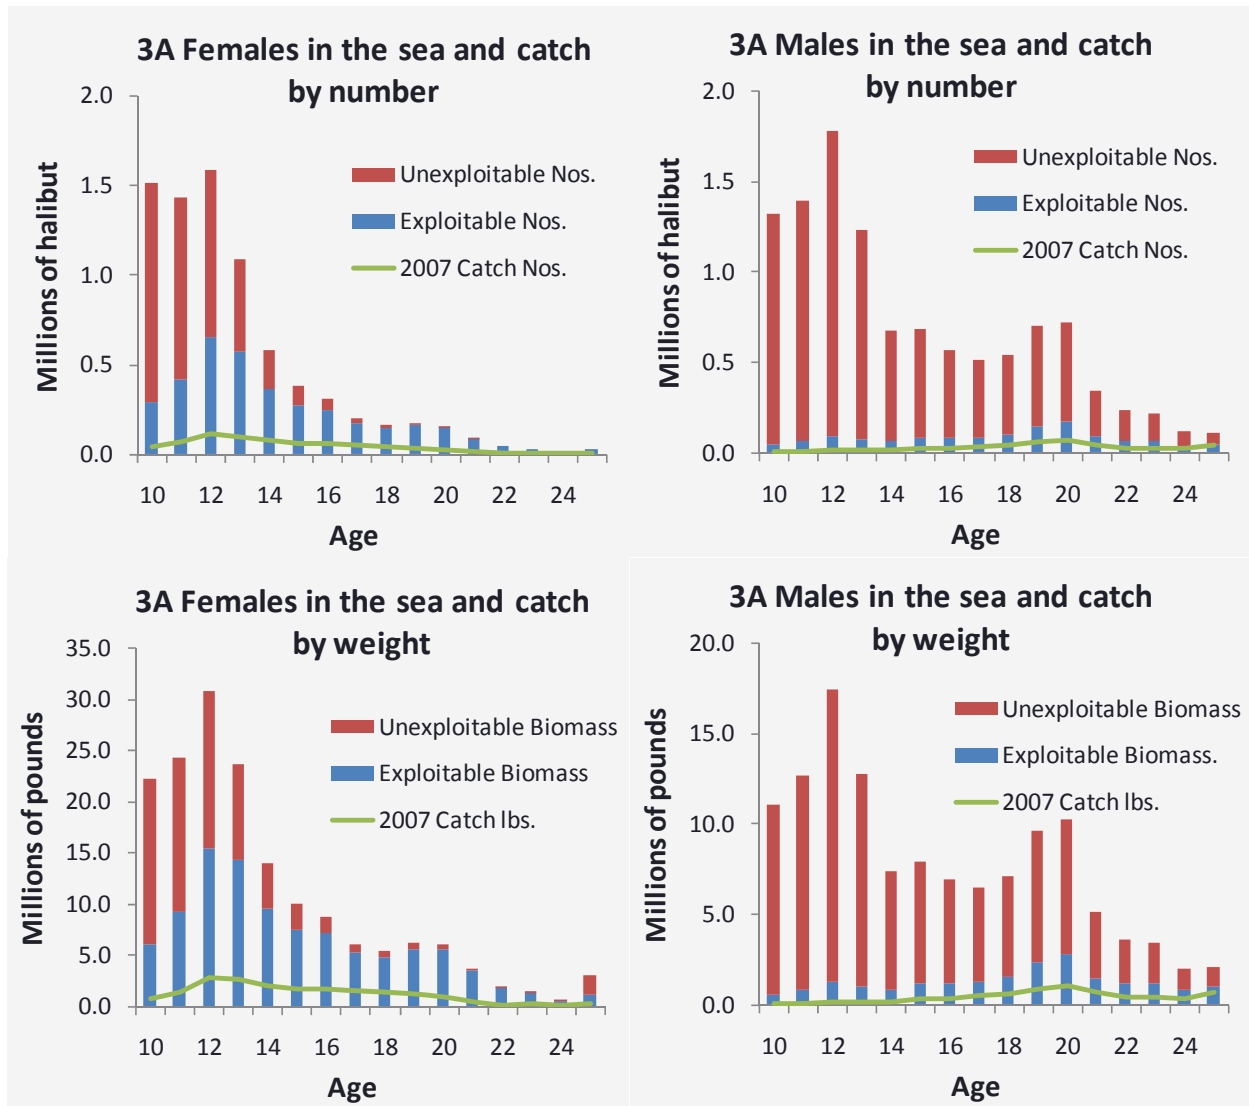 3A Females in the sea and catch
by number
2.0
1.5
1.0
0.5
0.0
Millions of halibut
Unexploitable Nos.
Exploitable Nos.
2007 Catch Nos.
10 12 14 16 18 20 22 24
Age
3A Males in the sea and catch
by number
2.0
1.5
1.0
0.5
0.0
Millions of halibut
Unexploitable Nos.
Exploitable Nos.
2007 Catch Nos.
10 12 14 16 18 20 22 24
Age
3A Females in the sea and catch
by weight
35.0
30.0
25.0
20.0
15.0
10.0
5.0
0.0
Millions of pounds
Unexploitable Biomass
Exploitable Biomass
2007 Catch lbs.
10 12 14 16 18 20 22 24
Age
3A Males in the sea and catch
by weight
20.0
15.0
10.0
5.0
0.0
Millions of pounds
Unexploitable Biomass
Exploitable Biomass.
2007 Catch lbs.
10 12 14 16 18 20 22 24
Age